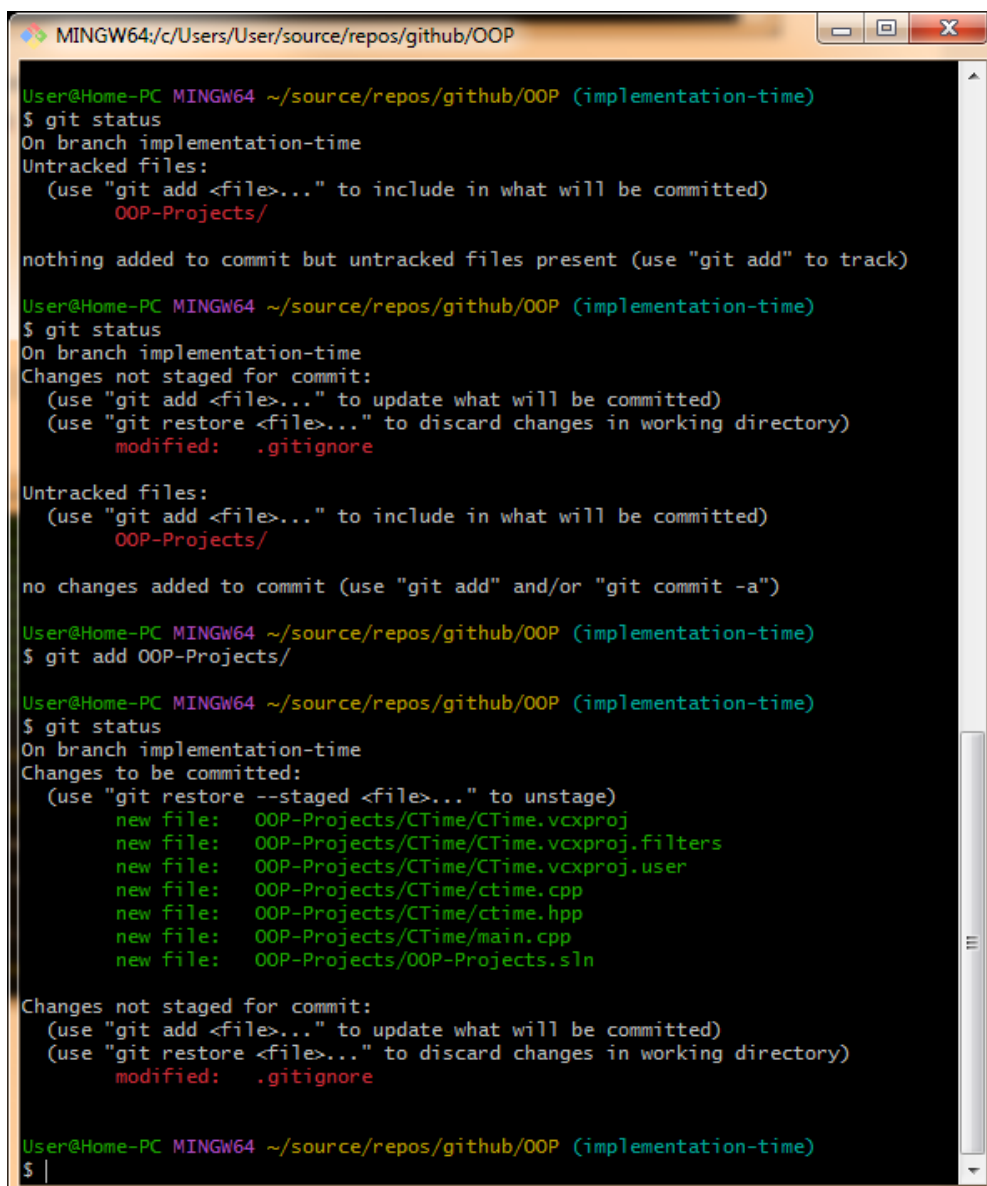 MINGW64:/c/Users/User/source/repos/github/OOP
User@Home-PC MINGW64 ~/source/repos/github/OOP (implementation-time)
$ git status
On branch implementation-time
Untracked files:
  (use "git add <file>..." to include in what will be committed)
        OOP-Projects/

nothing added to commit but untracked files present (use "git add" to track)

User@Home-PC MINGW64 ~/source/repos/github/OOP (implementation-time)
$ git status
On branch implementation-time
Changes not staged for commit:
  (use "git add <file>..." to update what will be committed)
  (use "git restore <file>..." to discard changes in working directory)
        modified:   .gitignore

Untracked files:
  (use "git add <file>..." to include in what will be committed)
        OOP-Projects/

no changes added to commit (use "git add" and/or "git commit -a")

User@Home-PC MINGW64 ~/source/repos/github/OOP (implementation-time)
$ git add OOP-Projects/

User@Home-PC MINGW64 ~/source/repos/github/OOP (implementation-time)
$ git status
On branch implementation-time
Changes to be committed:
  (use "git restore --staged <file>..." to unstage)
        new file:   OOP-Projects/CTime/CTime.vcxproj
        new file:   OOP-Projects/CTime/CTime.vcxproj.filters
        new file:   OOP-Projects/CTime/CTime.vcxproj.user
        new file:   OOP-Projects/CTime/ctime.cpp
        new file:   OOP-Projects/CTime/ctime.hpp
        new file:   OOP-Projects/CTime/main.cpp
        new file:   OOP-Projects/OOP-Projects.sln

Changes not staged for commit:
  (use "git add <file>..." to update what will be committed)
  (use "git restore <file>..." to discard changes in working directory)
        modified:   .gitignore

User@Home-PC MINGW64 ~/source/repos/github/OOP (implementation-time)
$